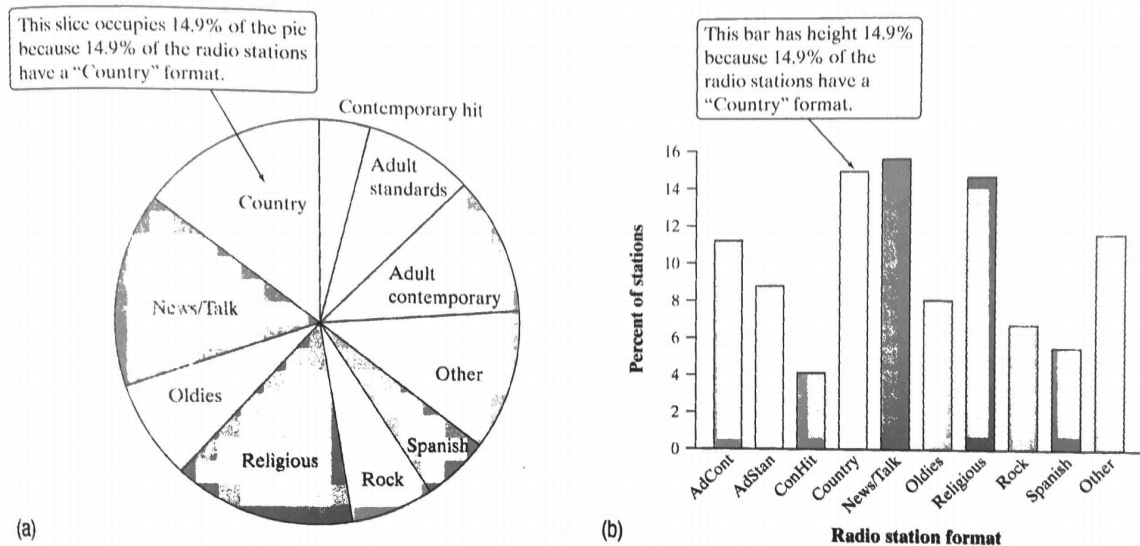 This slice occupies 14.9% of the pie
because 14.9% of the radio stations
have a “Country” format.
Contemporary hit
Adult
standards
Country
Adult
contemporary
News/Talk
Other
Oldies
Spanish
Religious
Rock
(a)
This bar has height 14.9%
because 14.9% of the
radio stations have a
“Country” format.
Percent of stations
16
14
12
10
8
6
4
2
0
AdCont
AdStan
ConHit
Country
News/Talk
Oldies
Religious
Rock
Spanish
Other
(b)
Radio station format